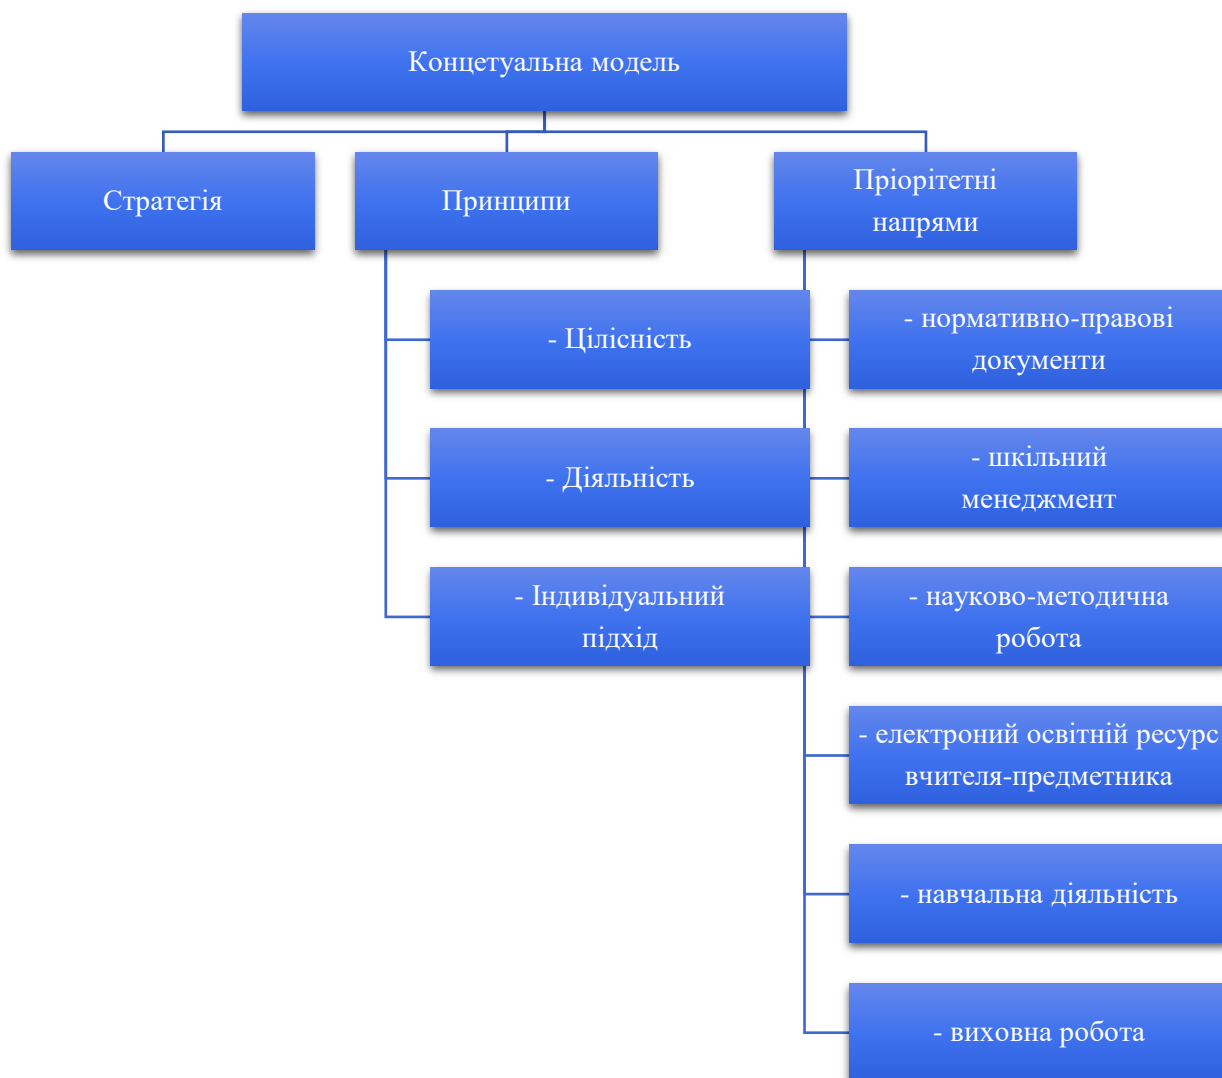 Концетуальна модель
Стратегія
Принципи
Пріорітетні
напрями
- Цілісність
- Діяльність
- Індивідуальний
підхід
- нормативно-правові
документи
- шкільний
менеджмент
- науково-методична
робота
- електроний освітній ресурс
вчителя-предметника
- навчальна діяльність
- виховна робота